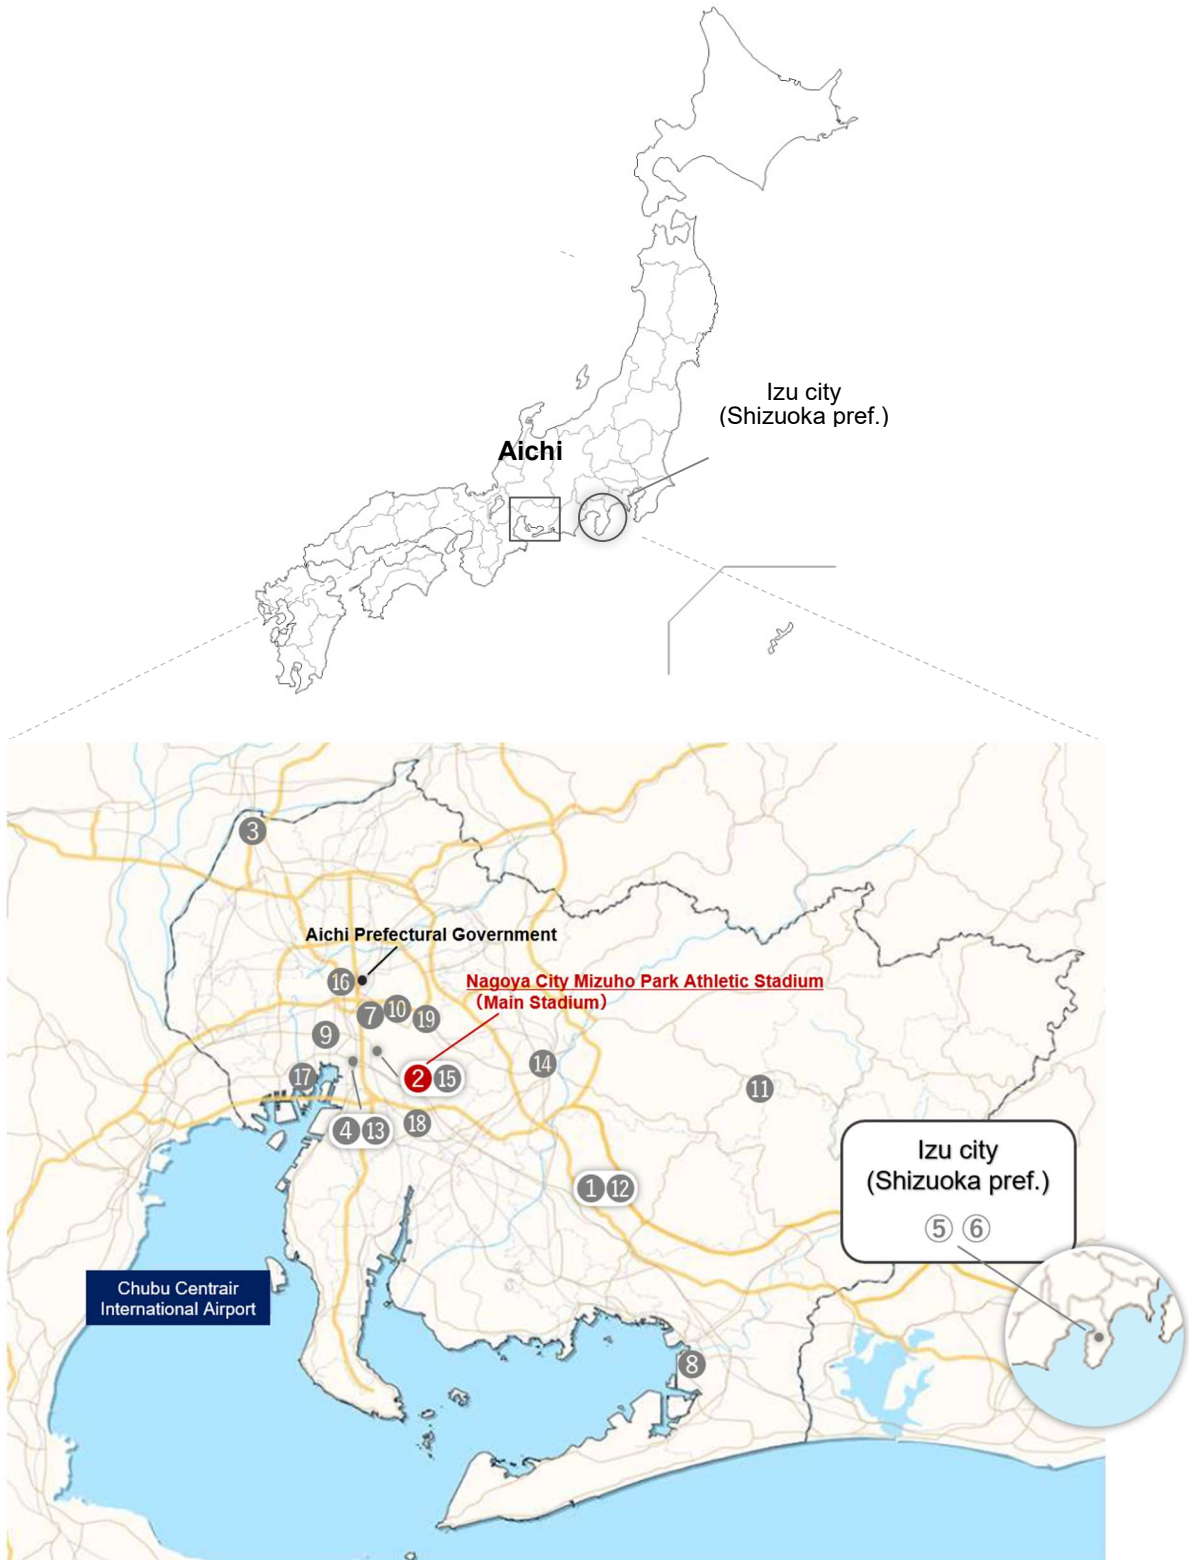 Izu city
(Shizuoka pref.)
Aichi
3
Aichi Prefectural Government
16
Nagoya City Mizuho Park Athletic Stadium
(Main Stadium)
7
10
19
9
14
17
2 15
11
4 13
18
1 12
Izu city
(Shizuoka pref.)
5 6
Chubu Centrair
International Airport
8